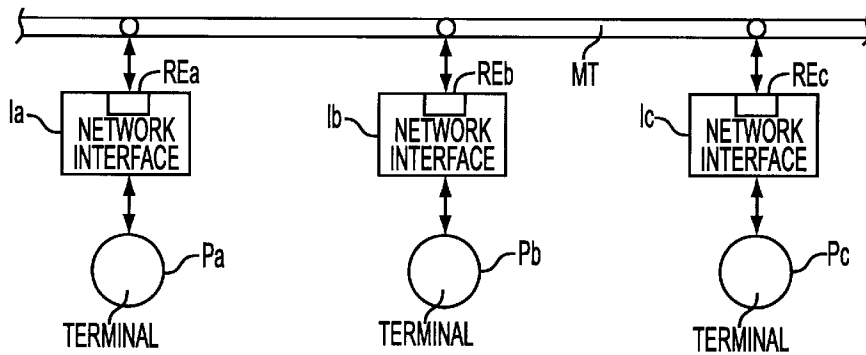 MT
REa
REb
REc
Ia
NETWORK
INTERFACE
Ib
NETWORK
INTERFACE
Ic
NETWORK
INTERFACE
Pa
Pb
Pc
TERMINAL
TERMINAL
TERMINAL